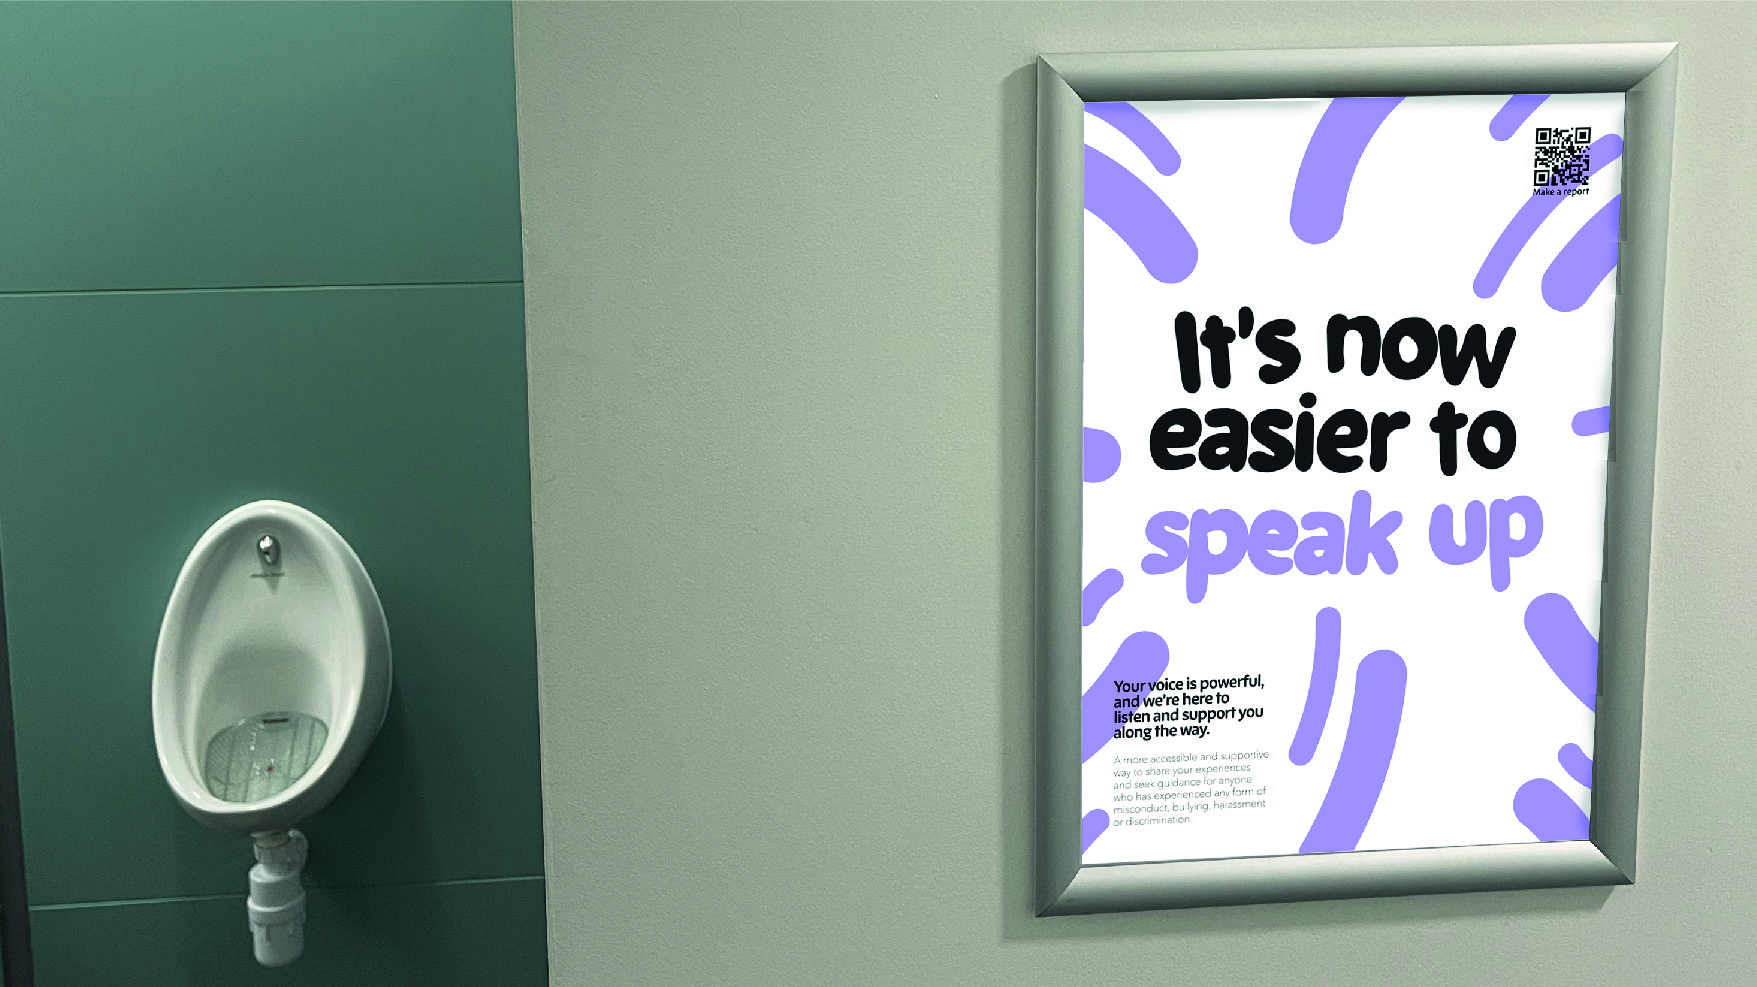 Make a report
It's now
easier to
speak up
Your voice is powerful,
and we're here to
listen and support you
along the way.
A more accessible and supportive
way to share your experiences
and seek guidance for anyone
who has experienced any form of
misconduct, bullying, harassment
or discrimination.